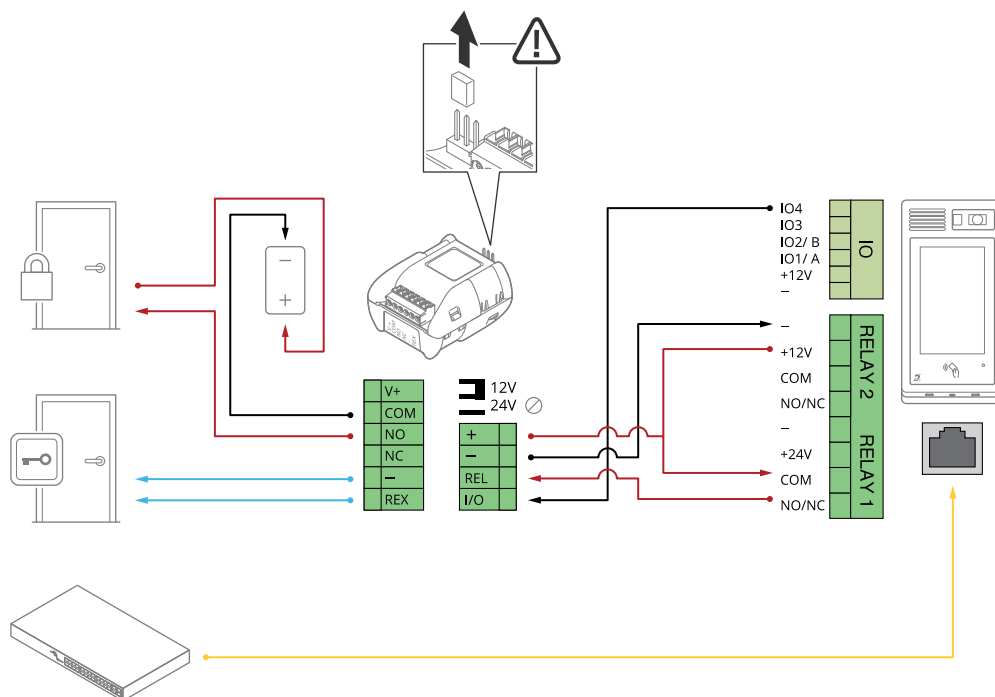 IO4
IO3
IO2/ B
IO1/ A
+12V
–
IO
–
+12V
COM
NO/NC
–
+24V
COM
NO/NC
RELAY 2
RELAY 1
–
+
V+
COM
NO
NC
–
REX
12V
24V
+
–
REL
I/O